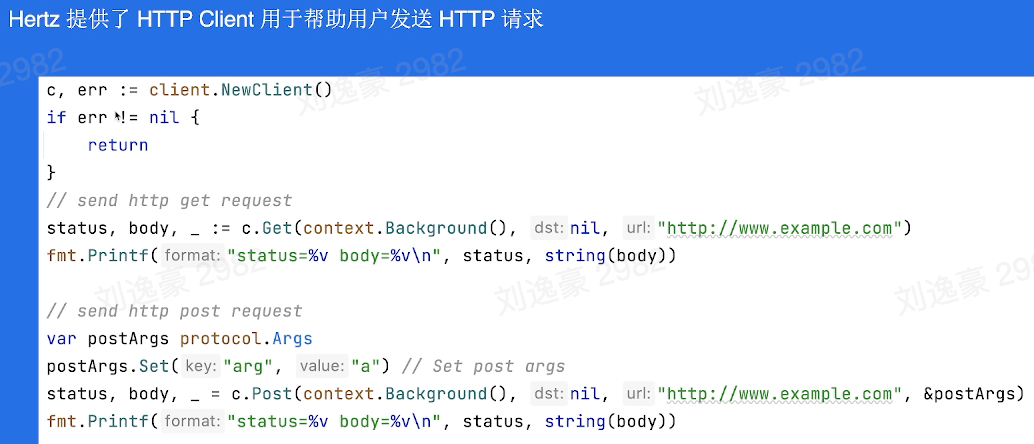 Hertz 提供了 HTTP Client 用于帮助用户发送 HTTP 请求
c, err := client.NewClient()
if err != nil {
return
}
// send http get request
status, body, _ := c.Get(context.Background(), dst: nil, url: "http://www.example.com")
fmt.Printf( format: "status=%v body=%v\n", status, string(body))
// send http post request
var postArgs protocol.Args
postArgs.Set( key: "arg", value: "a") // Set post args
status, body, _ = c.Post(context.Background(), dst: nil, url: "http://www.example.com", &postArgs)
fmt.Printf( format: "status=%v body=%v\n", status, string(body))
2982
刘逸豪 2982
刘逸豪 2982
刘逸豪 2982
刘逸豪 2982
刘逸豪 2982